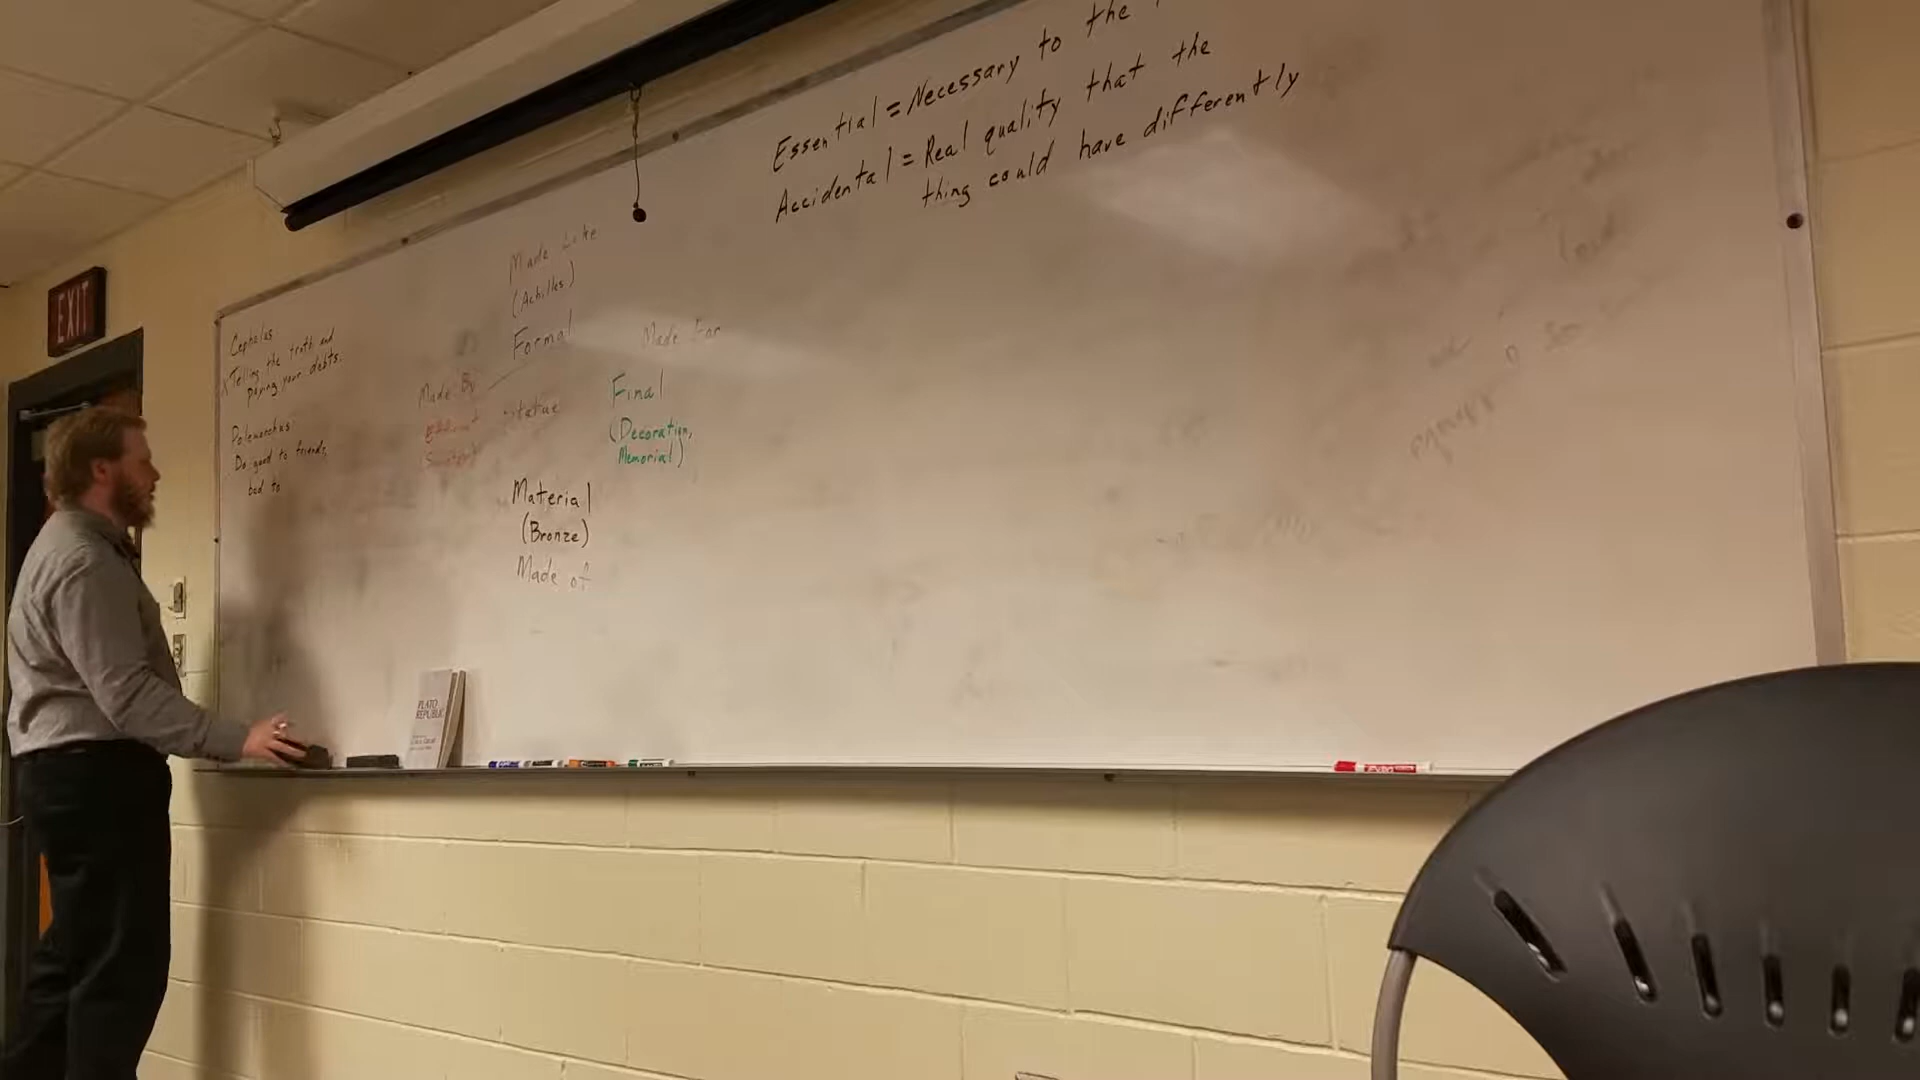 EXIT
Essential = Necessary to the
Accidental = Real quality that the
thing could have differently
Cephalus:
x Telling the truth and
paying your debts.
Polemarchus
Do good to friends,
bad to
Made Like
(Achilles)
Formal
Made For
Made By
Efficient
Statue
Final
(Decoration,
Memorial)
Material
(Bronze)
Made of
PLATO
REPUBLIC